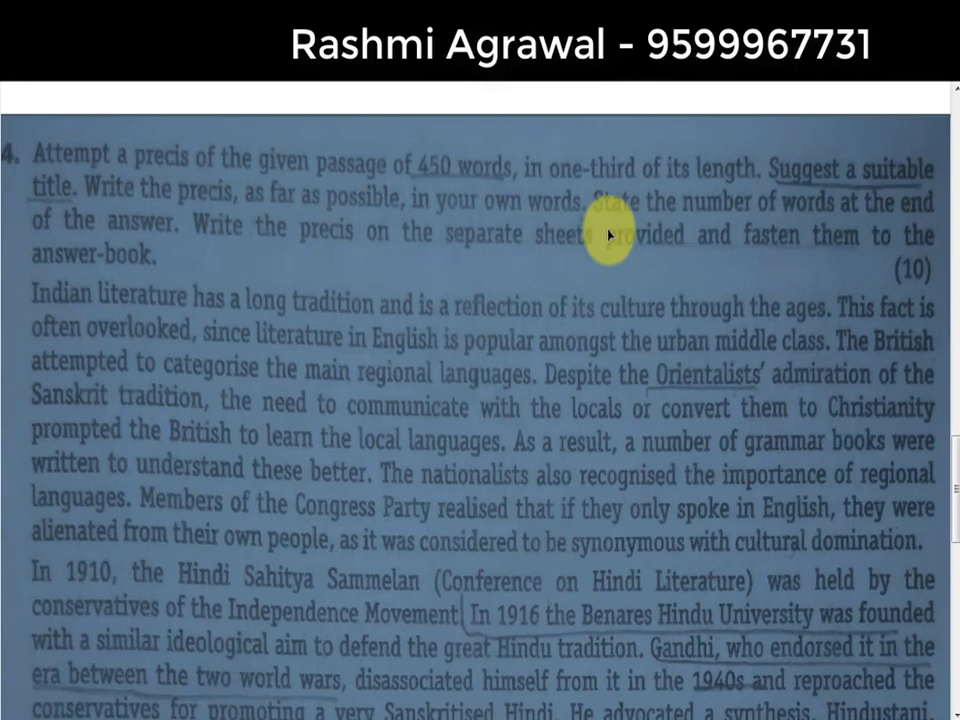 Rashmi Agrawal - 9599967731
4. Attempt a precis of the given passage of 450 words, in one-third of its length. Suggest a suitable
title. Write the precis, as far as possible, in your own words. State the number of words at the end
of the answer. Write the precis on the separate sheets provided and fasten them to the
answer-book.
(10)
Indian literature has a long tradition and is a reflection of its culture through the ages. This fact is
often overlooked, since literature in English is popular amongst the urban middle class. The British
attempted to categorise the main regional languages. Despite the Orientalists' admiration of the
Sanskrit tradition, the need to communicate with the locals or convert them to Christianity
prompted the British to learn the local languages. As a result, a number of grammar books were
written to understand these better. The nationalists also recognised the importance of regional
languages. Members of the Congress Party realised that if they only spoke in English, they were
alienated from their own people, as it was considered to be synonymous with cultural domination.
In 1910, the Hindi Sahitya Sammelan (Conference on Hindi Literature) was held by the
conservatives of the Independence Movement. In 1916 the Benares Hindu University was founded
with a similar ideological aim to defend the great Hindu tradition. Gandhi, who endorsed it in the
era between the two world wars, disassociated himself from it in the 1940s and reproached the
conservatives for promoting a very Sanskritised Hindi. He advocated a synthesis, Hindustani,